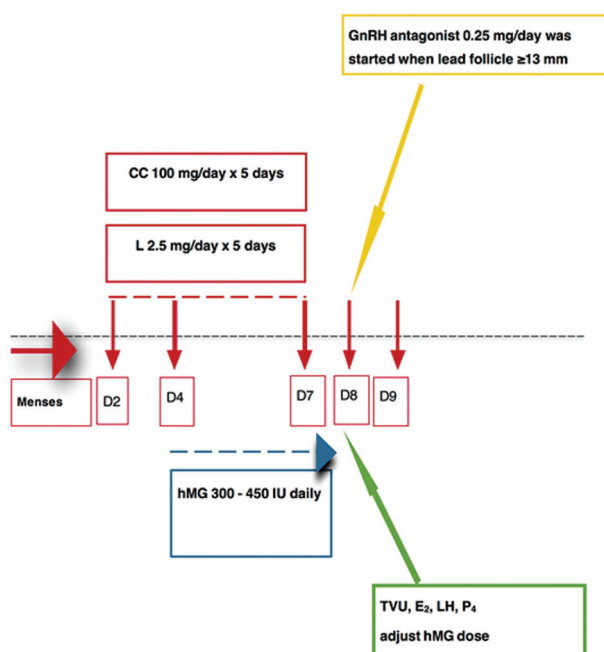 GnRH antagonist 0.25 mg/day was
started when lead follicle ≥13 mm
CC 100 mg/day x 5 days
L 2.5 mg/day x 5 days
Menses
D2
D4
D7
D8
D9
hMG 300 - 450 IU daily
TVU, E₂, LH, P₄
adjust hMG dose